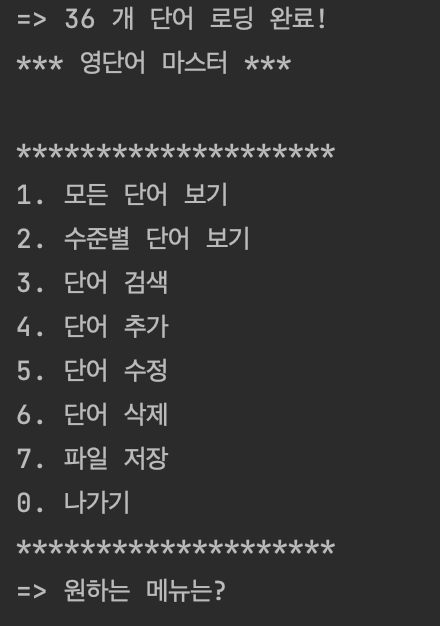 => 36 개 단어 로딩 완료!
*** 영단어 마스터 ***
********************
1. 모든 단어 보기
2. 수준별 단어 보기
3. 단어 검색
4. 단어 추가
5. 단어 수정
6. 단어 삭제
7. 파일 저장
0. 나가기
********************
=> 원하는 메뉴는?